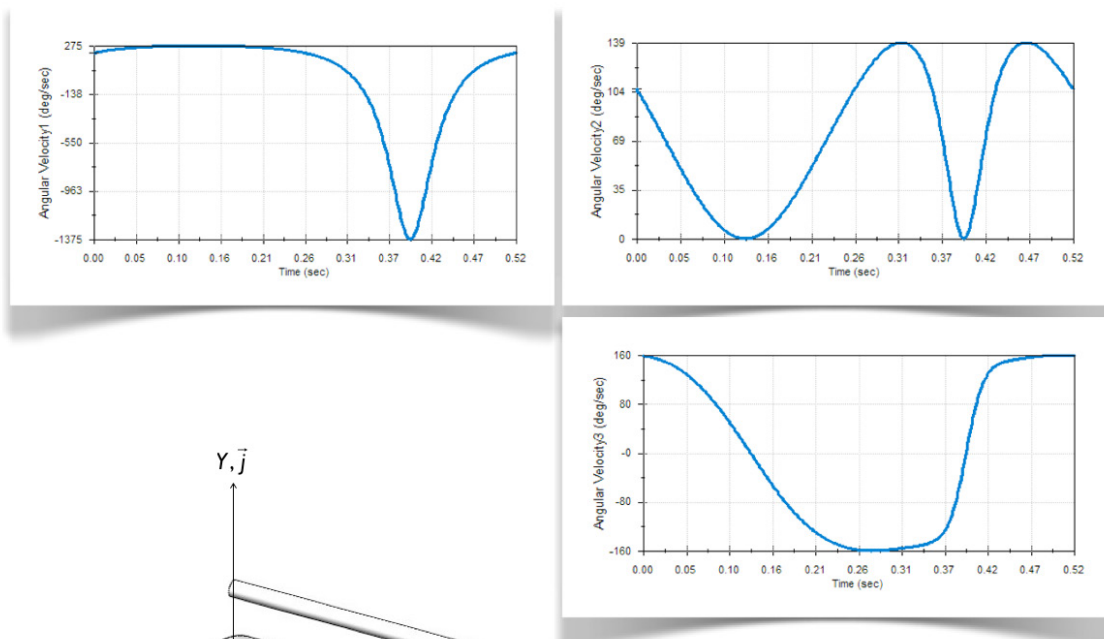 275
-138
-550
-963
-1375
Angular Velocity1 (deg/sec)
0.00 0.05 0.10 0.16 0.21 0.26 0.31 0.37 0.42 0.47 0.52
Time (sec)
139
104
69
35
0
Angular Velocity2 (deg/sec)
0.00 0.05 0.10 0.16 0.21 0.26 0.31 0.37 0.42 0.47 0.52
Time (sec)
160
80
-0
-80
-160
Angular Velocity3 (deg/sec)
0.00 0.05 0.10 0.16 0.21 0.26 0.31 0.37 0.42 0.47 0.52
Time (sec)
Y, j⃗